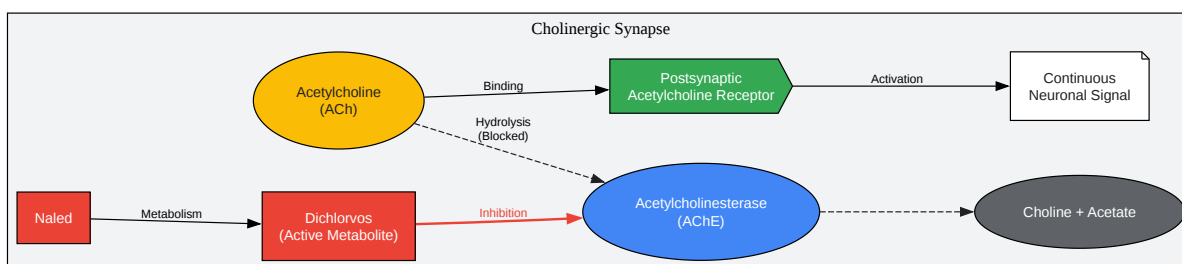 Cholinergic Synapse
Acetylcholine
(ACh)
Binding
Postsynaptic
Acetylcholine Receptor
Activation
Continuous
Neuronal Signal
Hydrolysis
(Blocked)
Naled
Metabolism
Dichlorvos
(Active Metabolite)
Inhibition
Acetylcholinesterase
(AChE)
Choline + Acetate